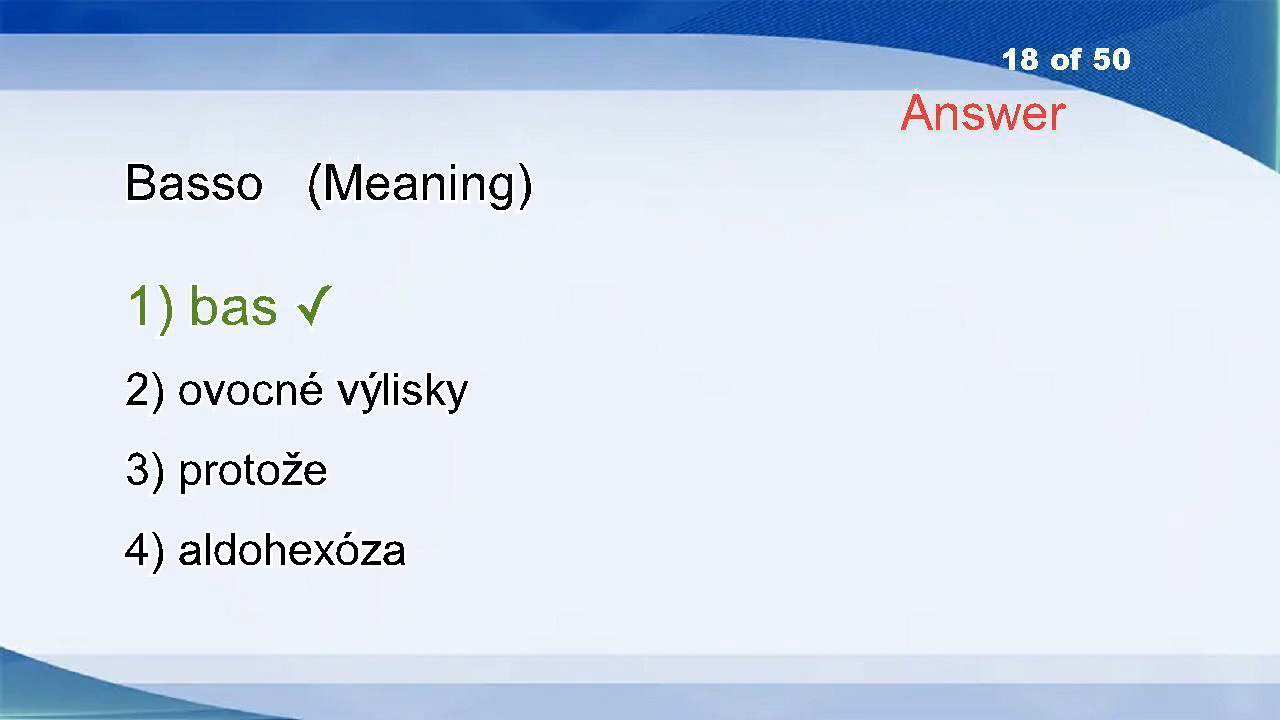 18 of 50
Answer
Basso (Meaning)
1) bas ✓
2) ovocné výlisky
3) protože
4) aldohexóza